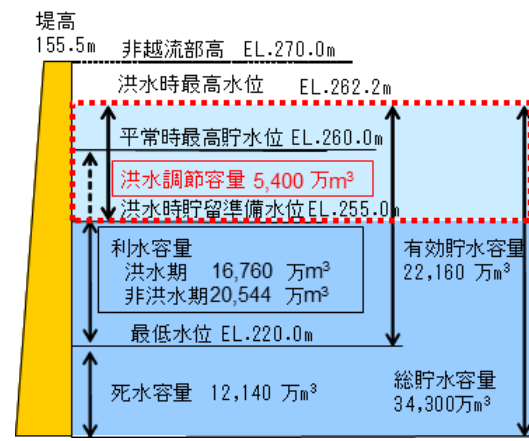 堤高
155.5m
非越流部高 EL.270.0m
洪水時最高水位 EL.262.2m
平常時最高貯水位 EL.260.0m
洪水調節容量 5,400 万m³
洪水時貯留準備水位EL.255.0m
利水容量
洪水期 16,760 万m³
非洪水期20,544 万m³
有効貯水容量
22,160 万m³
最低水位 EL.220.0m
死水容量 12,140 万m³
総貯水容量
34,300万m³